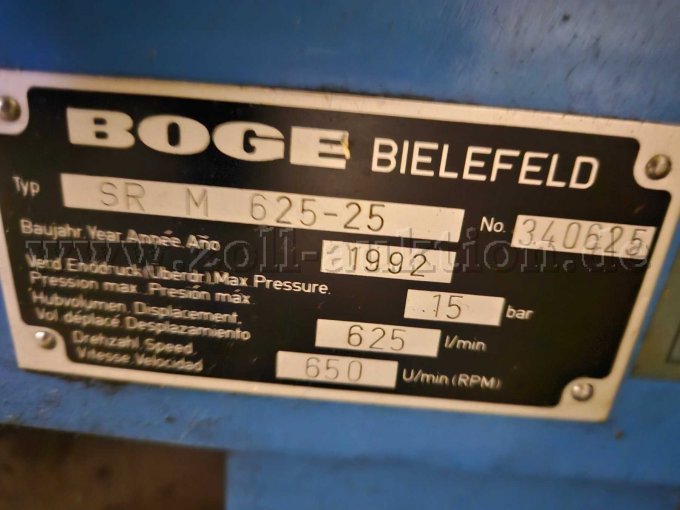 BOGE BIELEFELD
Typ SR M 625-25 No. 340625
Baujahr Year Année Año 1992
Verd Enddruck (Überdr.) Max Pressure
Pression max. Presión máx. 15 bar
Hubvolumen, Displacement,
Vol déplacé Desplazamiento 625 l/min
Drehzahl Speed
Vitesse Velocidad 650 U/min (RPM)
www.zoll-auktion.de